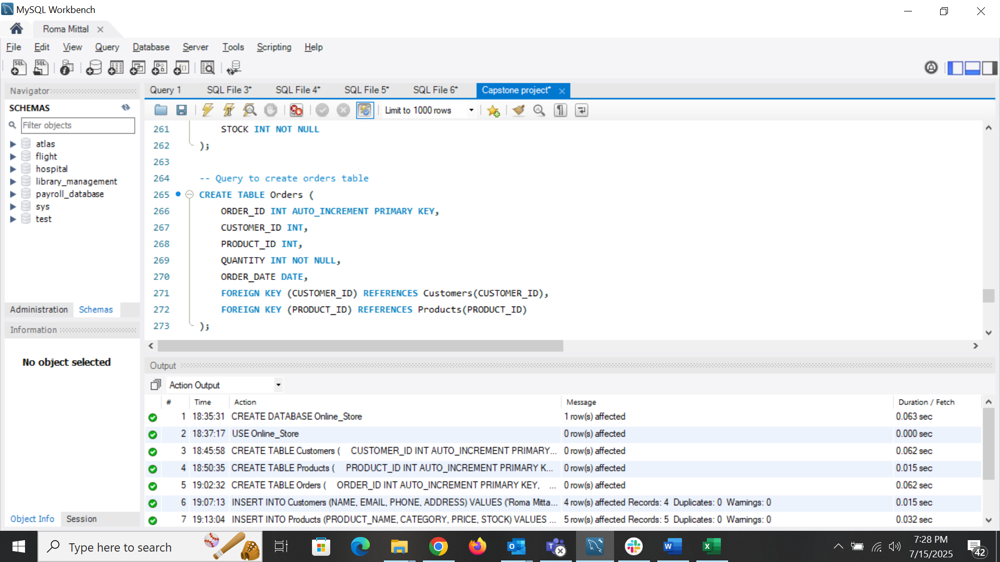 MySQL Workbench
Roma Mittal
File Edit View Query Database Server Tools Scripting Help
Navigator
SCHEMAS
Filter objects
atlas
flight
hospital
library_management
payroll_database
sys
test
Administration Schemas
Information
No object selected
Object Info Session
Query 1 SQL File 3* SQL File 4* SQL File 5* SQL File 6* Capstone project*
Limit to 1000 rows
261 STOCK INT NOT NULL
262 );
263
264 -- Query to create orders table
265 CREATE TABLE Orders (
266 ORDER_ID INT AUTO_INCREMENT PRIMARY KEY,
267 CUSTOMER_ID INT,
268 PRODUCT_ID INT,
269 QUANTITY INT NOT NULL,
270 ORDER_DATE DATE,
271 FOREIGN KEY (CUSTOMER_ID) REFERENCES Customers(CUSTOMER_ID),
272 FOREIGN KEY (PRODUCT_ID) REFERENCES Products(PRODUCT_ID)
273 );
Output
Action Output
# Time Action Message Duration / Fetch
1 18:35:31 CREATE DATABASE Online_Store 1 row(s) affected 0.063 sec
2 18:37:17 USE Online_Store 0 row(s) affected 0.000 sec
3 18:45:58 CREATE TABLE Customers ( CUSTOMER_ID INT AUTO_INCREMENT PRIMARY... 0 row(s) affected 0.062 sec
4 18:50:35 CREATE TABLE Products ( PRODUCT_ID INT AUTO_INCREMENT PRIMARY K... 0 row(s) affected 0.015 sec
5 19:02:32 CREATE TABLE Orders ( ORDER_ID INT AUTO_INCREMENT PRIMARY KEY, ... 0 row(s) affected 0.062 sec
6 19:07:13 INSERT INTO Customers (NAME, EMAIL, PHONE, ADDRESS) VALUES ('Roma Mitta... 4 row(s) affected Records: 4 Duplicates: 0 Warnings: 0 0.015 sec
7 19:13:04 INSERT INTO Products (PRODUCT_NAME, CATEGORY, PRICE, STOCK) VALUES ... 5 row(s) affected Records: 5 Duplicates: 0 Warnings: 0 0.032 sec
Type here to search
7:28 PM
7/15/2025
42